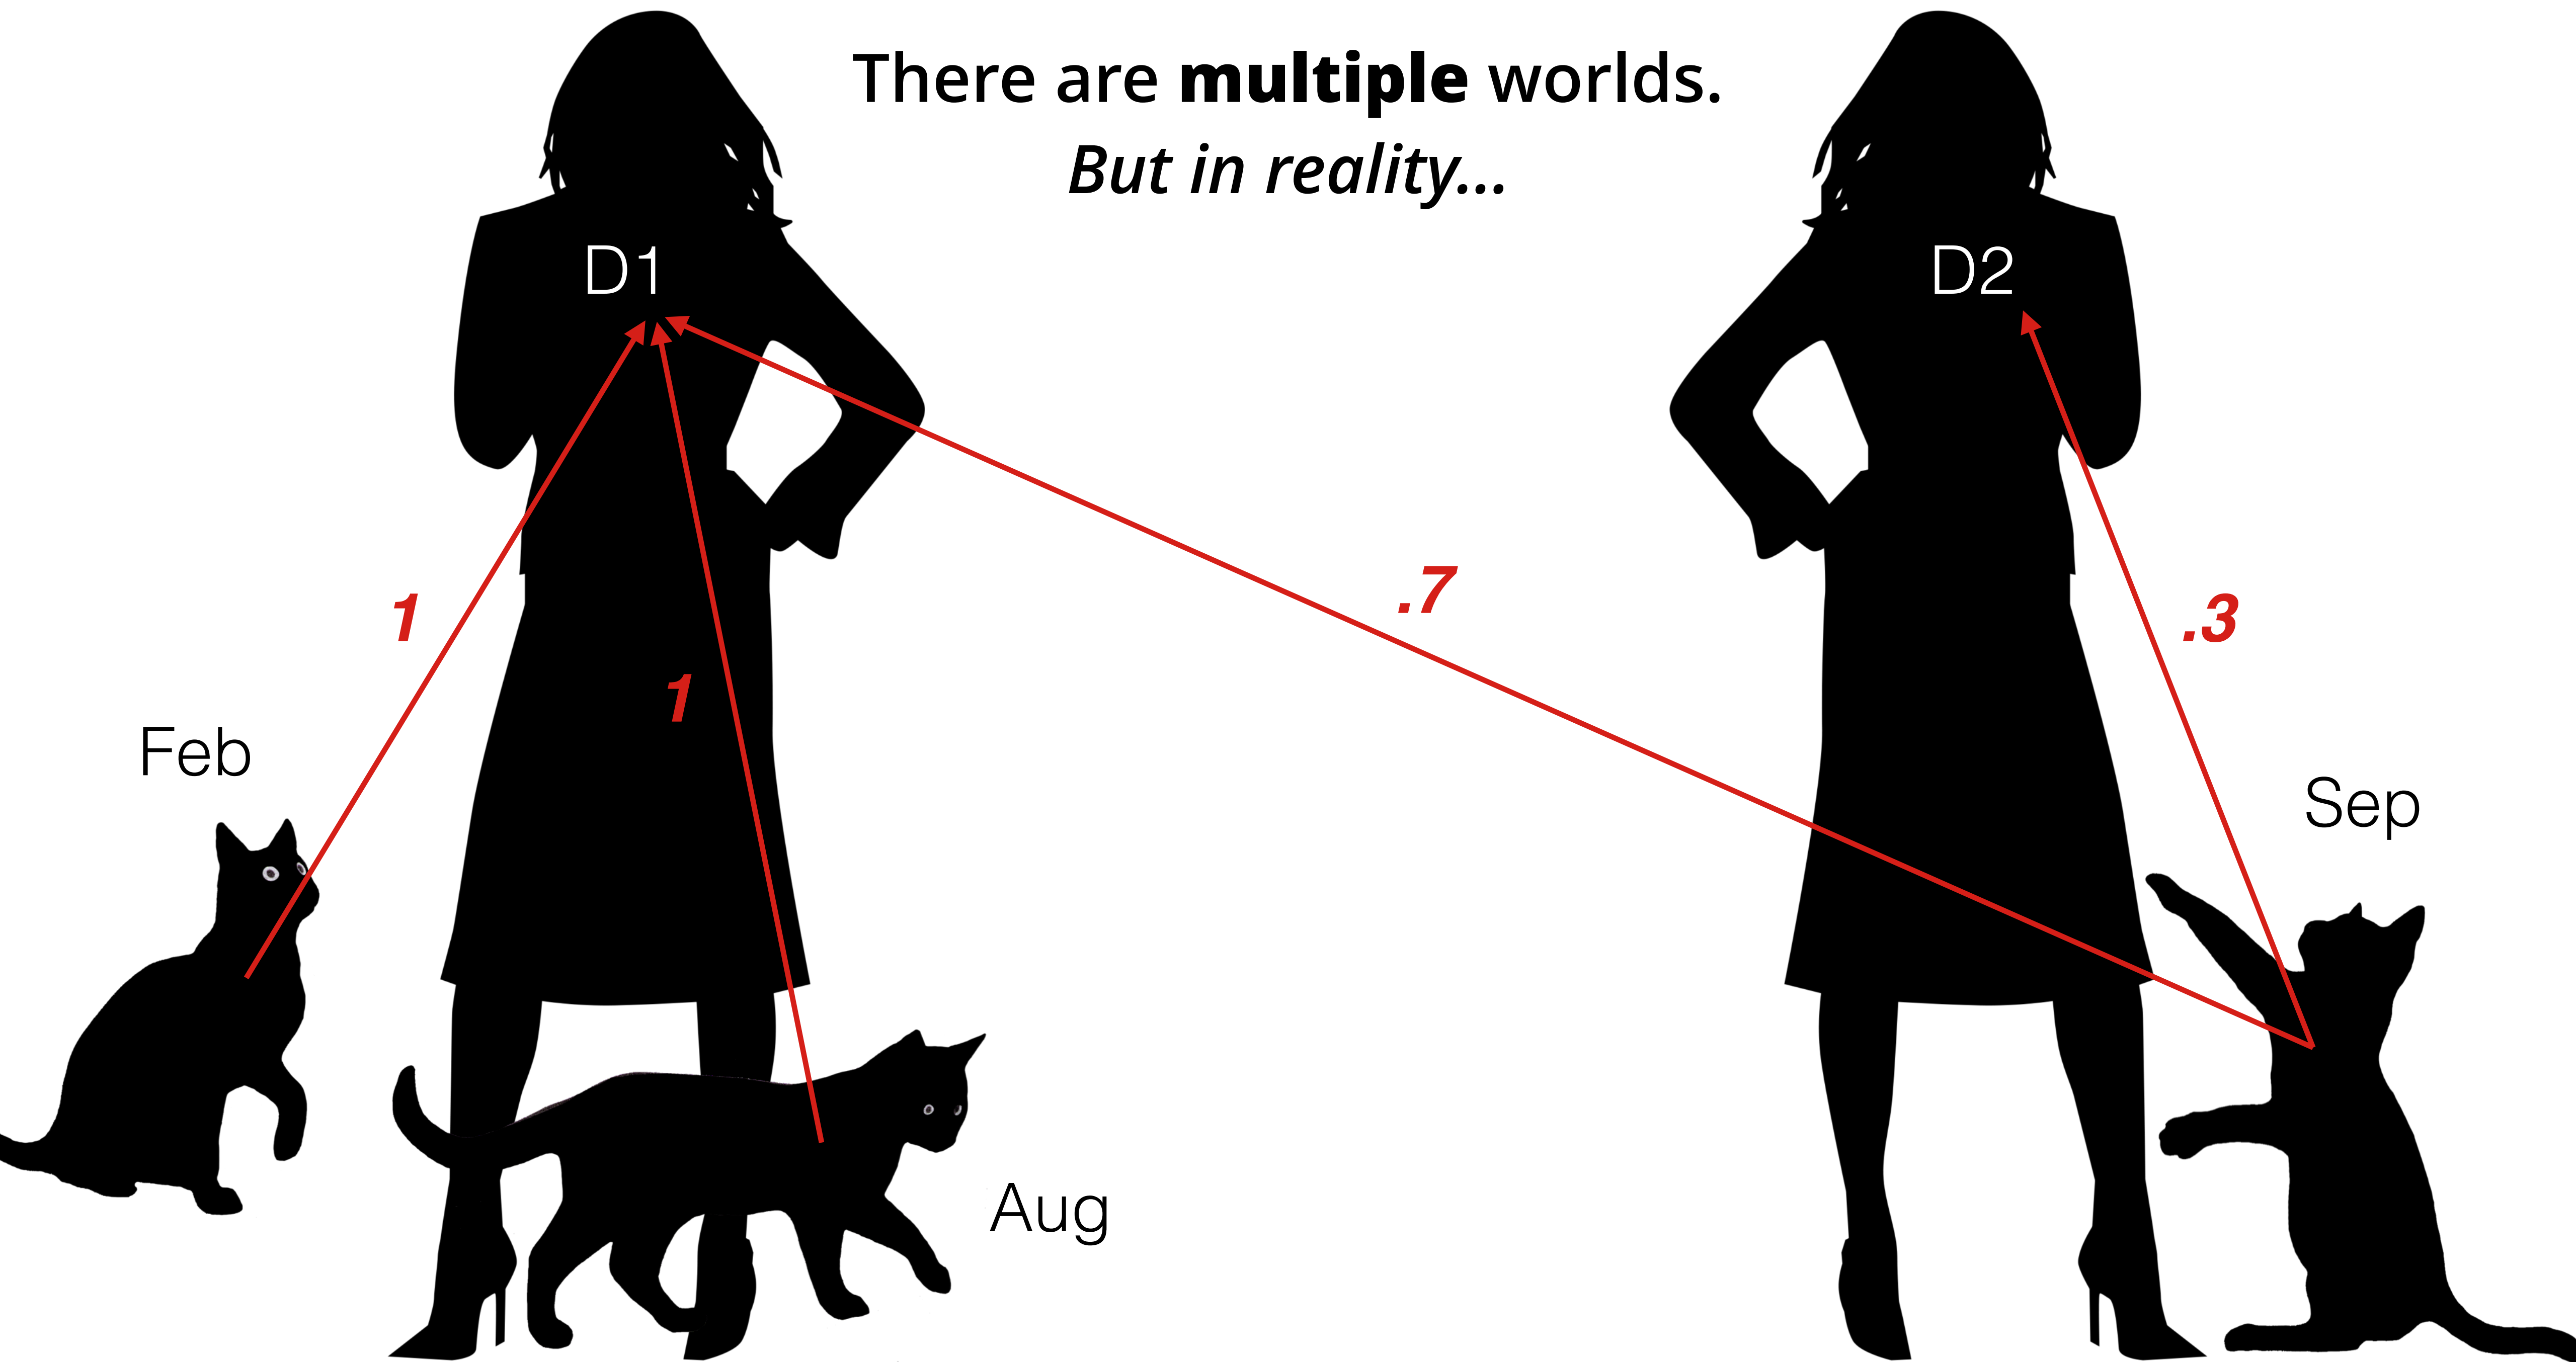 There are multiple worlds.
But in reality...
D1
D2
1
.7
.3
1
Feb
Sep
Aug